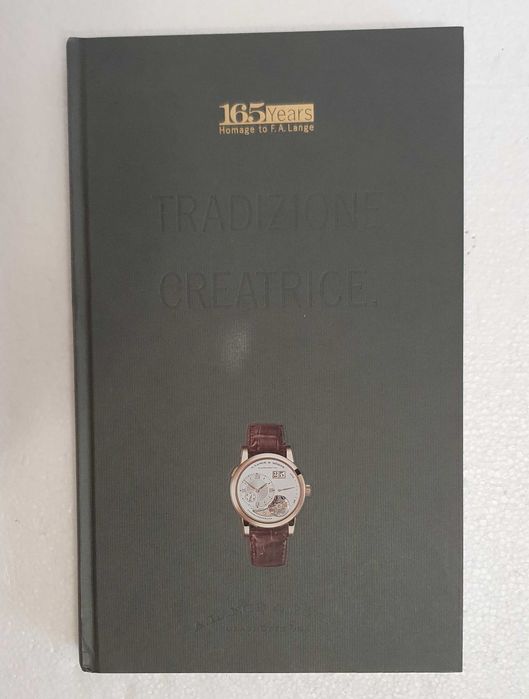 165 Years
Homage to F. A. Lange
TRADIZIONE
CREATRICE.